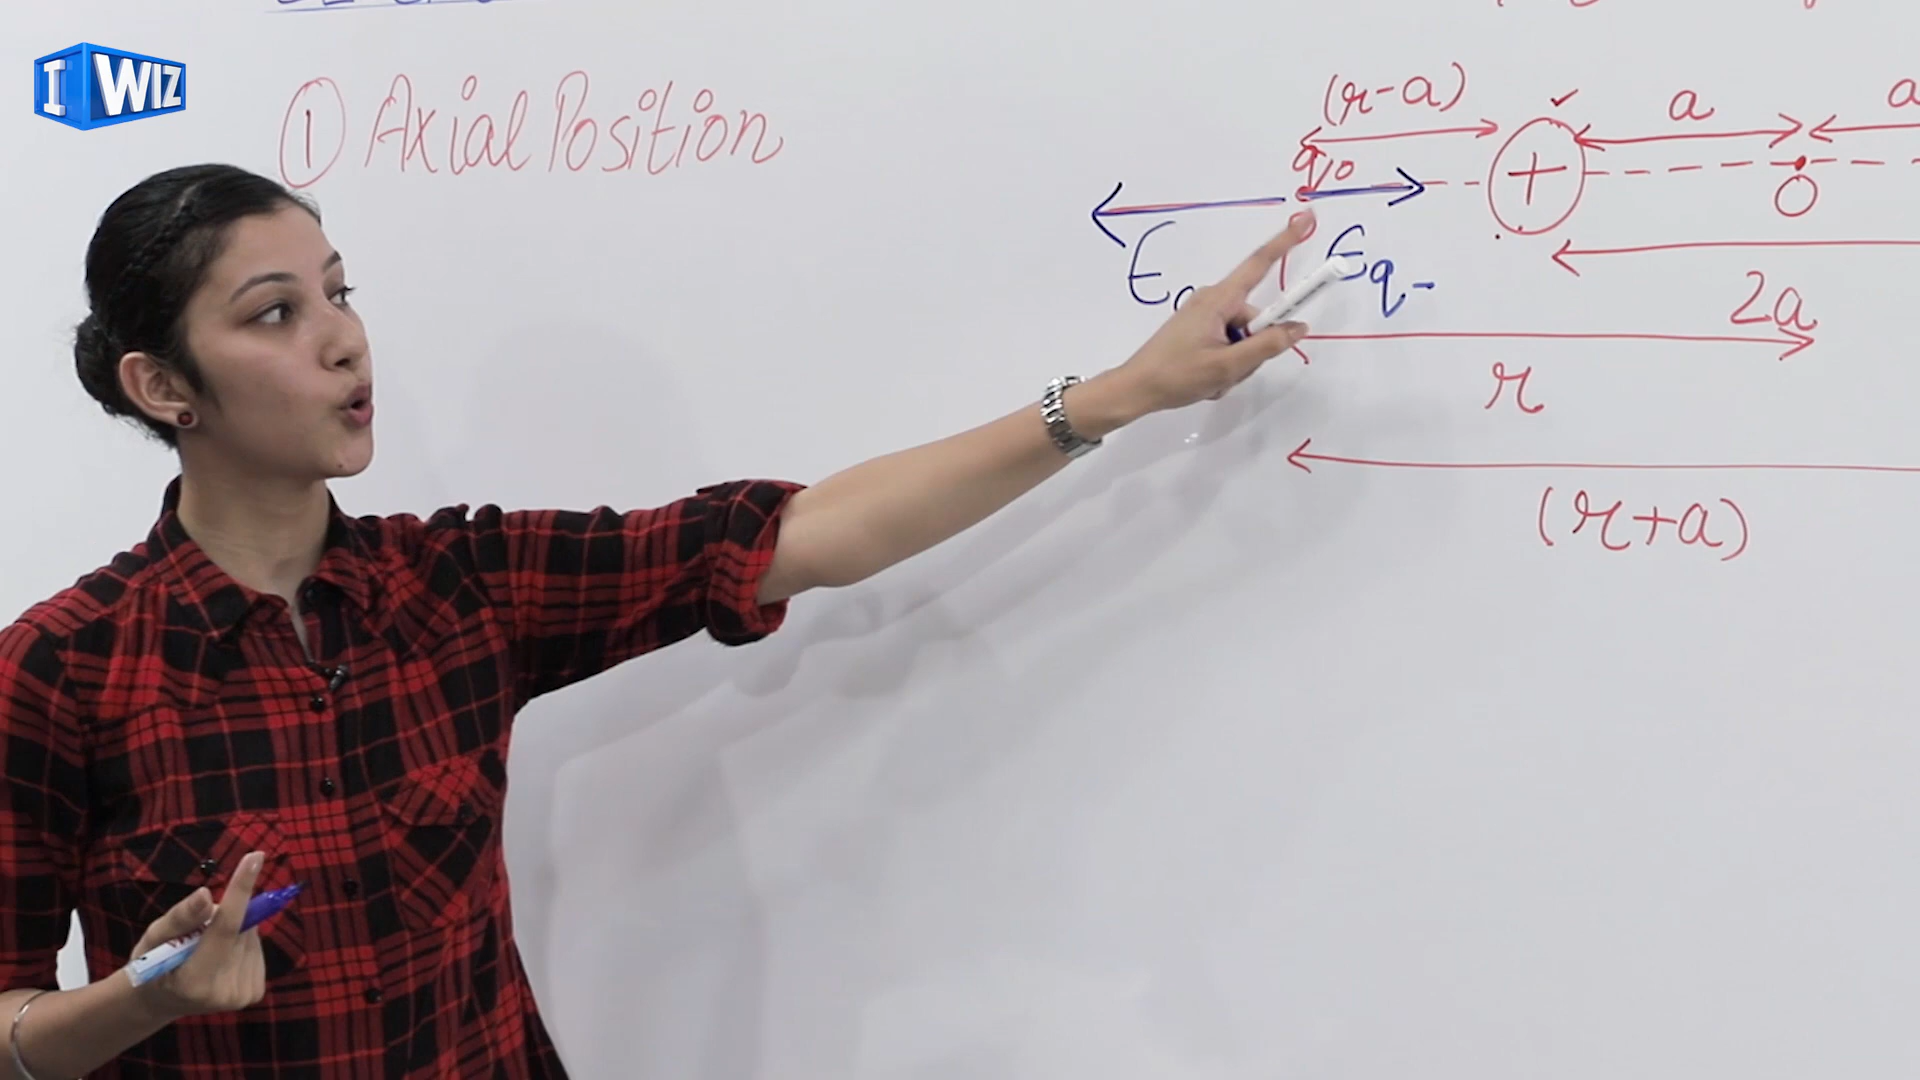 I WIZ
① Axial Position
(r-a)
a
a
q₀
+
O
E
Eq-
2a
r
(r+a)